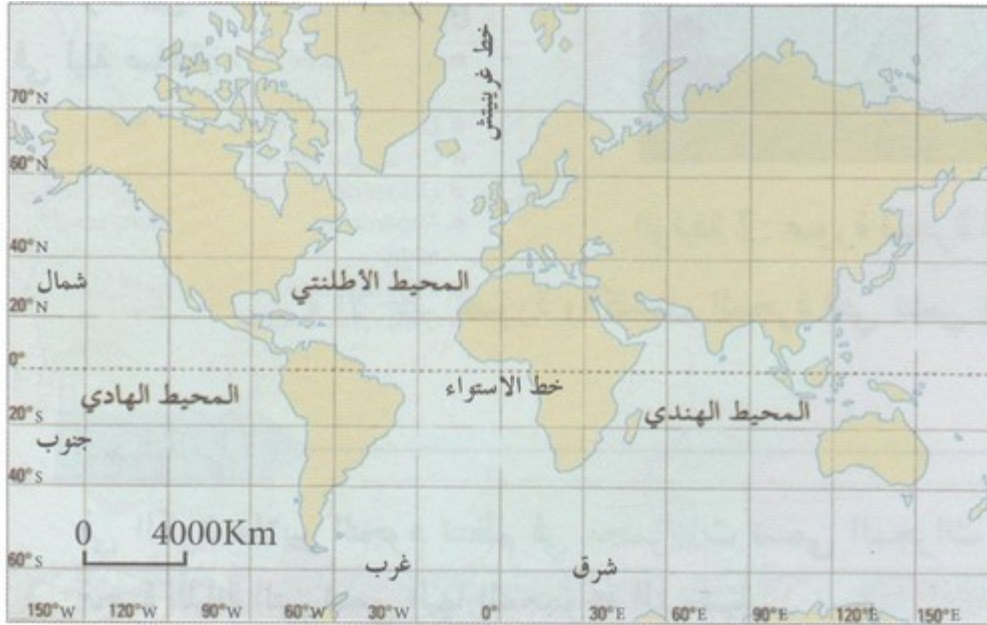 خط غرينيتش
70° N
60° N
40° N
شمال
المحيط الأطلنتي
20° N
0°
خط الاستواء
المحيط الهادي
المحيط الهندي
20° S
جنوب
40° S
0 4000Km
60° S
غرب
شرق
150° W 120° W 90° W 60° W 30° W 0° 30° E 60° E 90° E 120° E 150° E